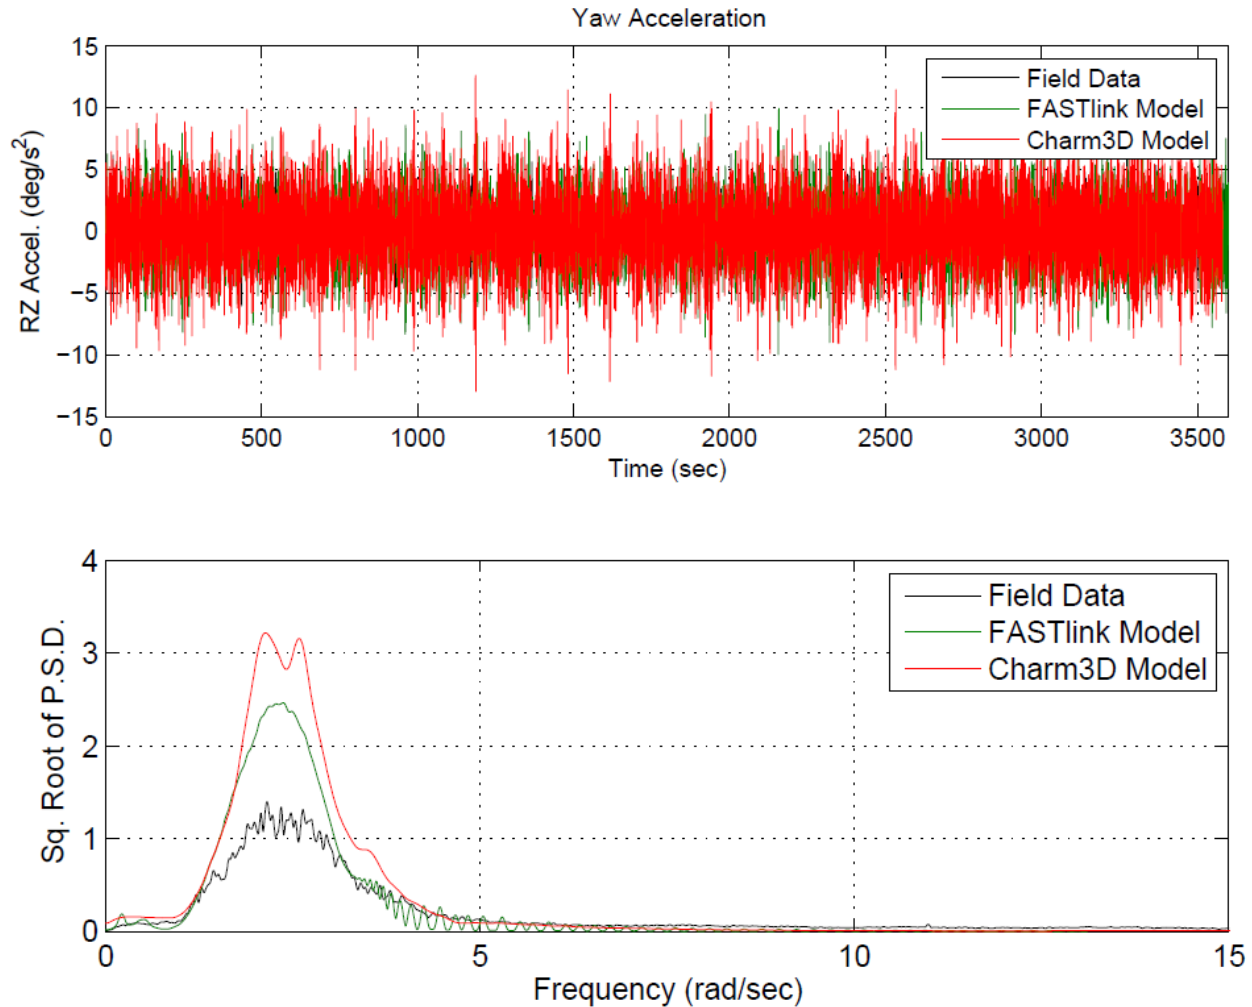 Yaw Acceleration
RZ Accel. (deg/s²)
15
10
5
0
−5
−10
−15
Field Data
FASTlink Model
Charm3D Model
0 500 1000 1500 2000 2500 3000 3500
Time (sec)
Sq. Root of P.S.D.
4
3
2
1
0
Field Data
FASTlink Model
Charm3D Model
0 5 10 15
Frequency (rad/sec)